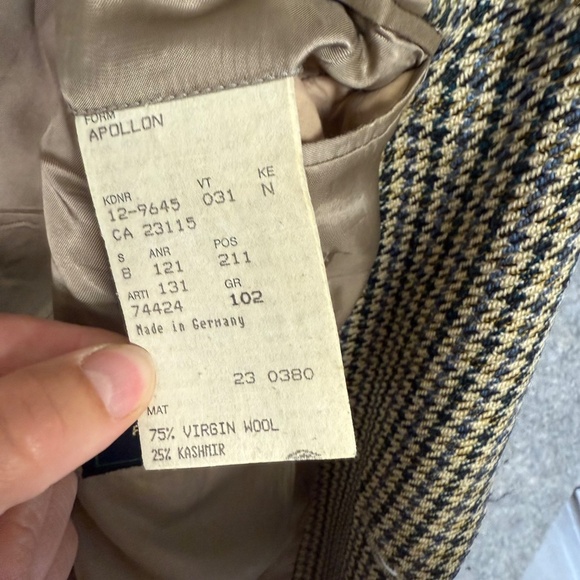 FORM
APOLLON
KDNR VT KE
12-9645 031 N
CA 23115
S ANR POS
8 121 211
ARTI 131 GR
74424 102
Made in Germany
23 0380
MAT
75% VIRGIN WOOL
25% KASHMIR